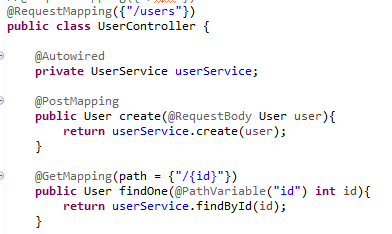 @RequestMapping({"/users"})
public class UserController {
@Autowired
private UserService userService;
@PostMapping
public User create(@RequestBody User user){
return userService.create(user);
}
@GetMapping(path = {"/{id}"})
public User findOne(@PathVariable("id") int id){
return userService.findById(id);
}